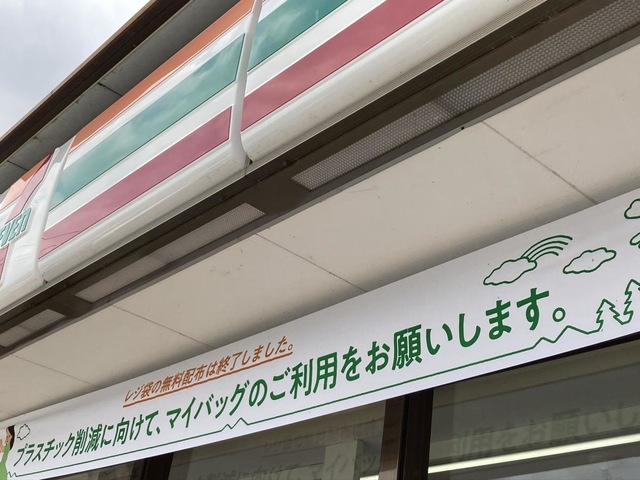 EVEN
レジ袋の無料配布は終了しました。
プラスチック削減に向けて、マイバッグのご利用をお願いします。